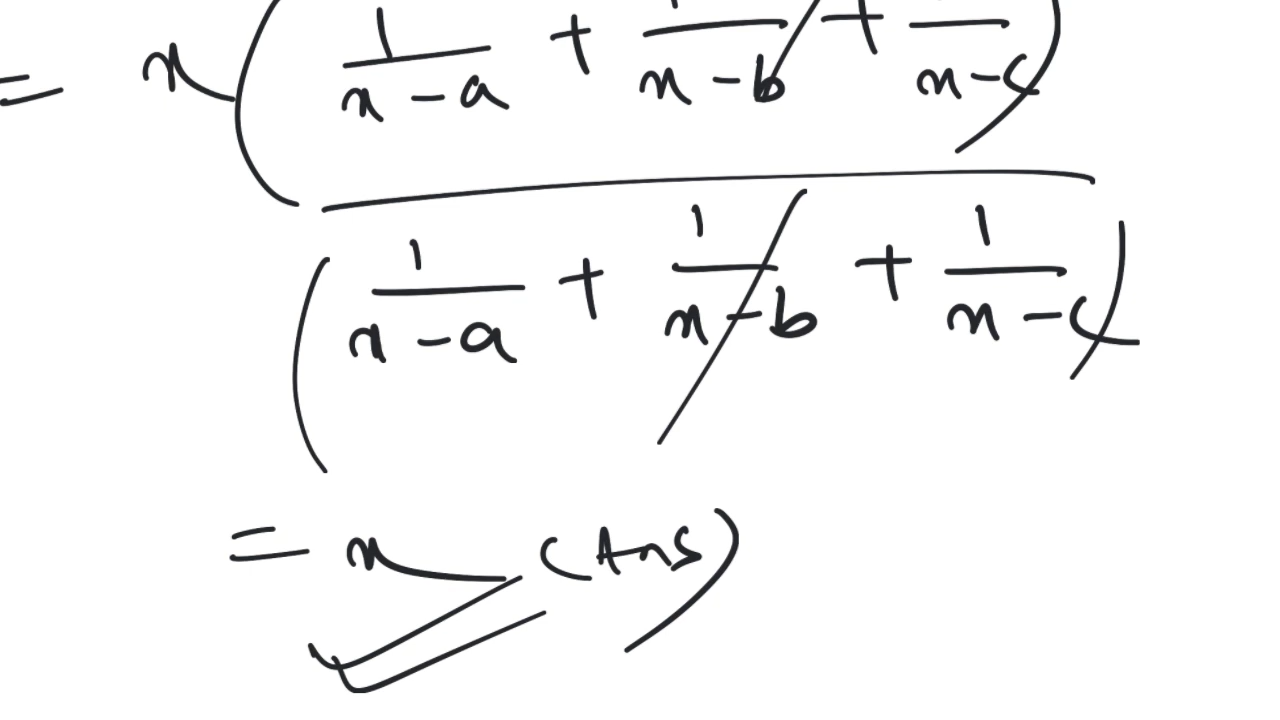 = x(1/(x-a) + 1/(x-b) + 1/(x-c))
(1/(x-a) + 1/(x-b) + 1/(x-c))
= x (Ans)